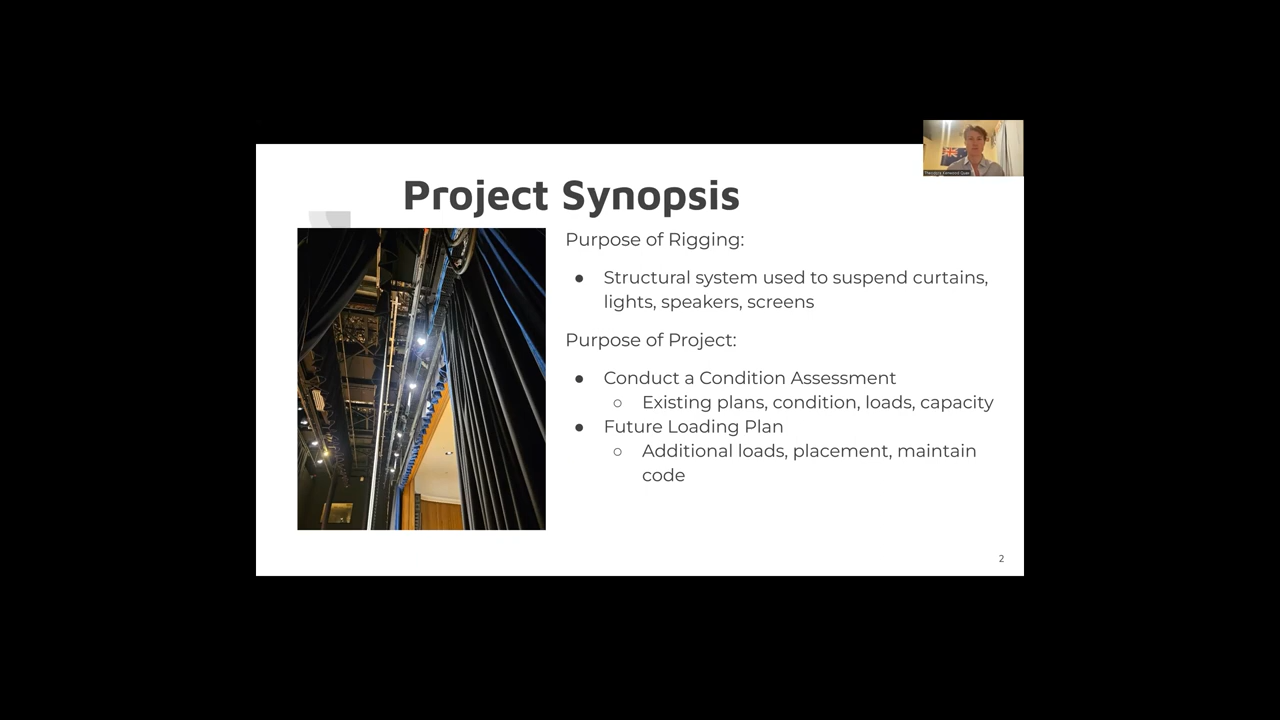 Project Synopsis
Purpose of Rigging:
● Structural system used to suspend curtains,
lights, speakers, screens
Purpose of Project:
● Conduct a Condition Assessment
○ Existing plans, condition, loads, capacity
● Future Loading Plan
○ Additional loads, placement, maintain
code
2